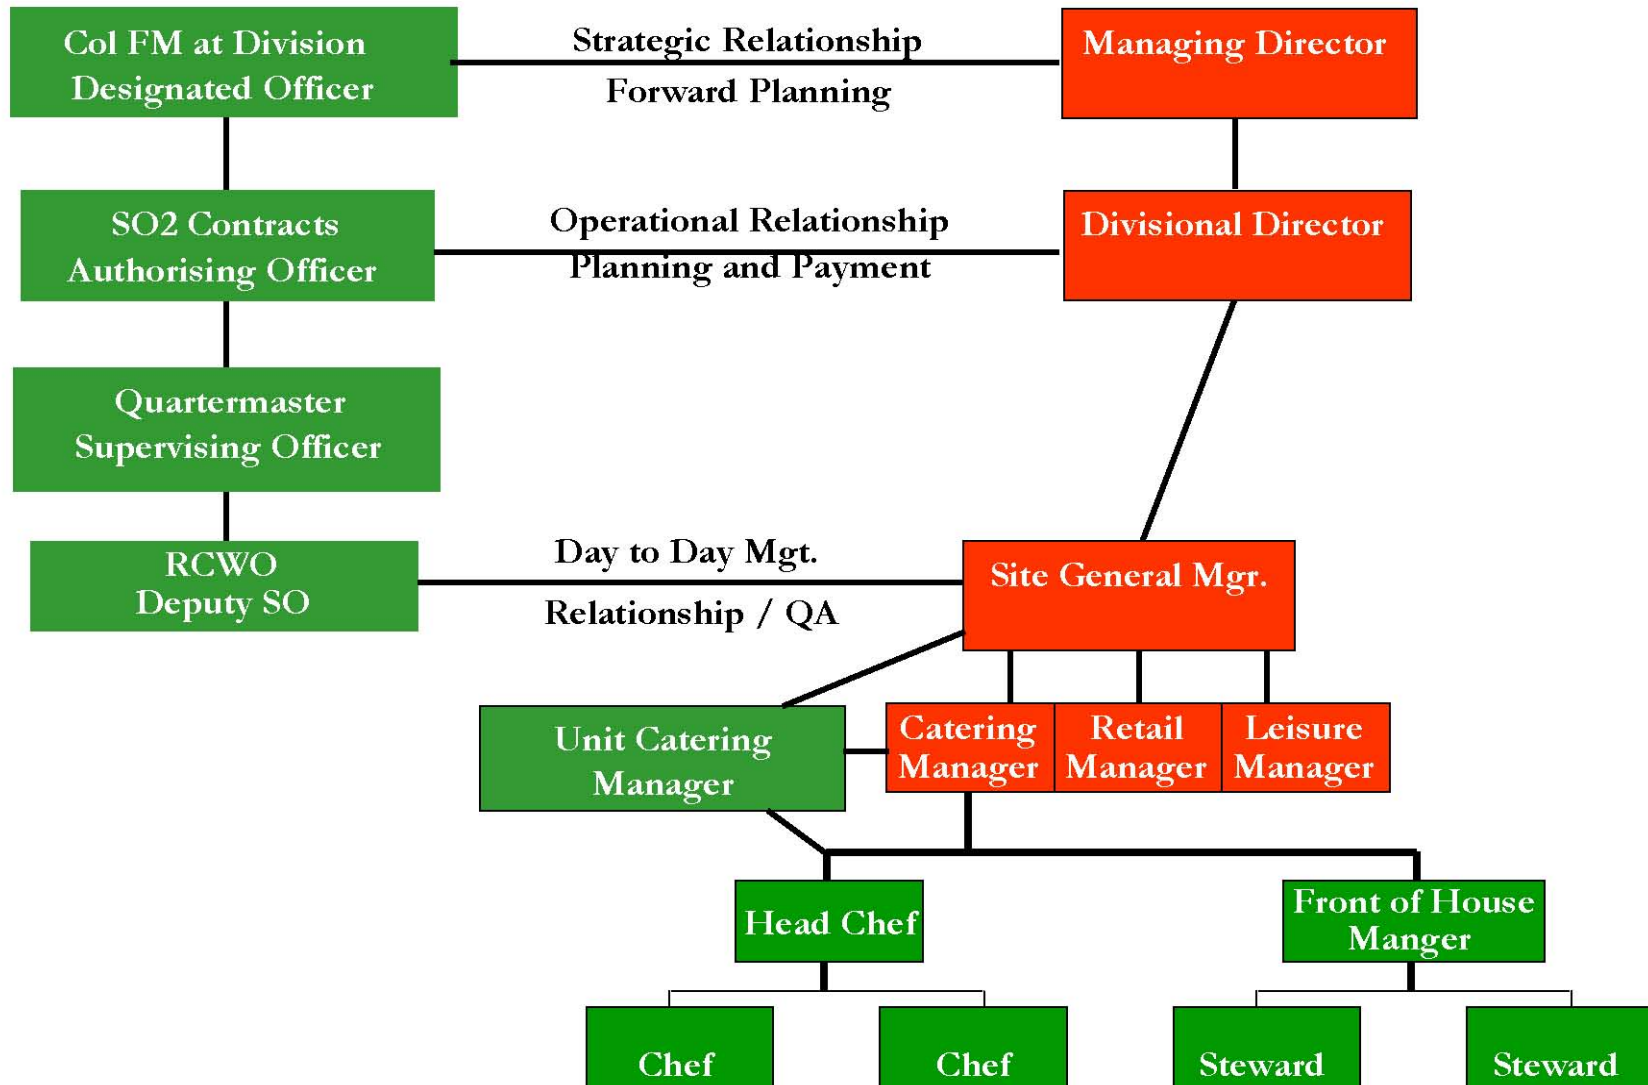 Col FM at Division
Designated Officer
Strategic Relationship
Forward Planning
Managing Director
SO2 Contracts
Authorising Officer
Operational Relationship
Planning and Payment
Divisional Director
Quartermaster
Supervising Officer
RCWO
Deputy SO
Day to Day Mgt.
Relationship / QA
Site General Mgr.
Unit Catering
Manager
Catering
Manager
Retail
Manager
Leisure
Manager
Head Chef
Front of House
Manger
Chef
Chef
Steward
Steward